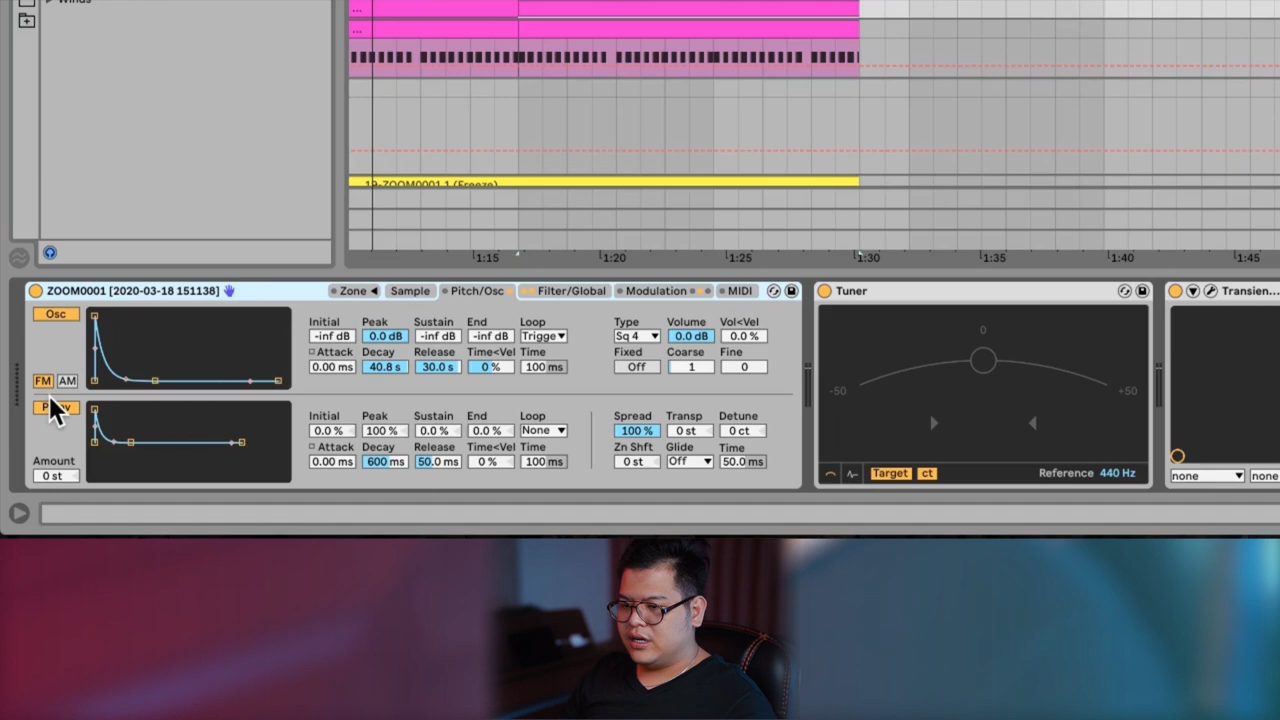 Winds
...
...
19-ZOOM0001 1 (Freeze)
1:15 1:20 1:25 1:30 1:35 1:40 1:45
ZOOM0001 [2020-03-18 151138] Zone Sample Pitch/Osc Filter/Global Modulation MIDI
Osc
FM AM
Initial Peak Sustain End Loop
-inf dB 0.0 dB -inf dB -inf dB Trigge
Attack Decay Release Time<Vel Time
0.00 ms 40.8 s 30.0 s 0 % 100 ms
Type Volume Vol<Vel
Sq 4 0.0 dB 0.0 %
Fixed Coarse Fine
Off 1 0
Amount
0 st
Initial Peak Sustain End Loop
0.0 % 100 % 0.0 % 0.0 % None
Attack Decay Release Time<Vel Time
0.00 ms 600 ms 50.0 ms 0 % 100 ms
Spread Transp Detune
100 % 0 st 0 ct
Zn Shft Glide Time
0 st Off 50.0 ms
Tuner
0
-50 +50
Target ct Reference 440 Hz
Transien...
none none